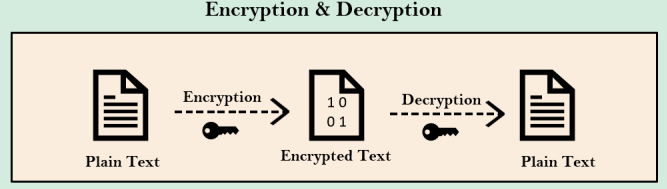 Encryption & Decryption
Encryption
Decryption
1 0
0 1
Plain Text
Encrypted Text
Plain Text